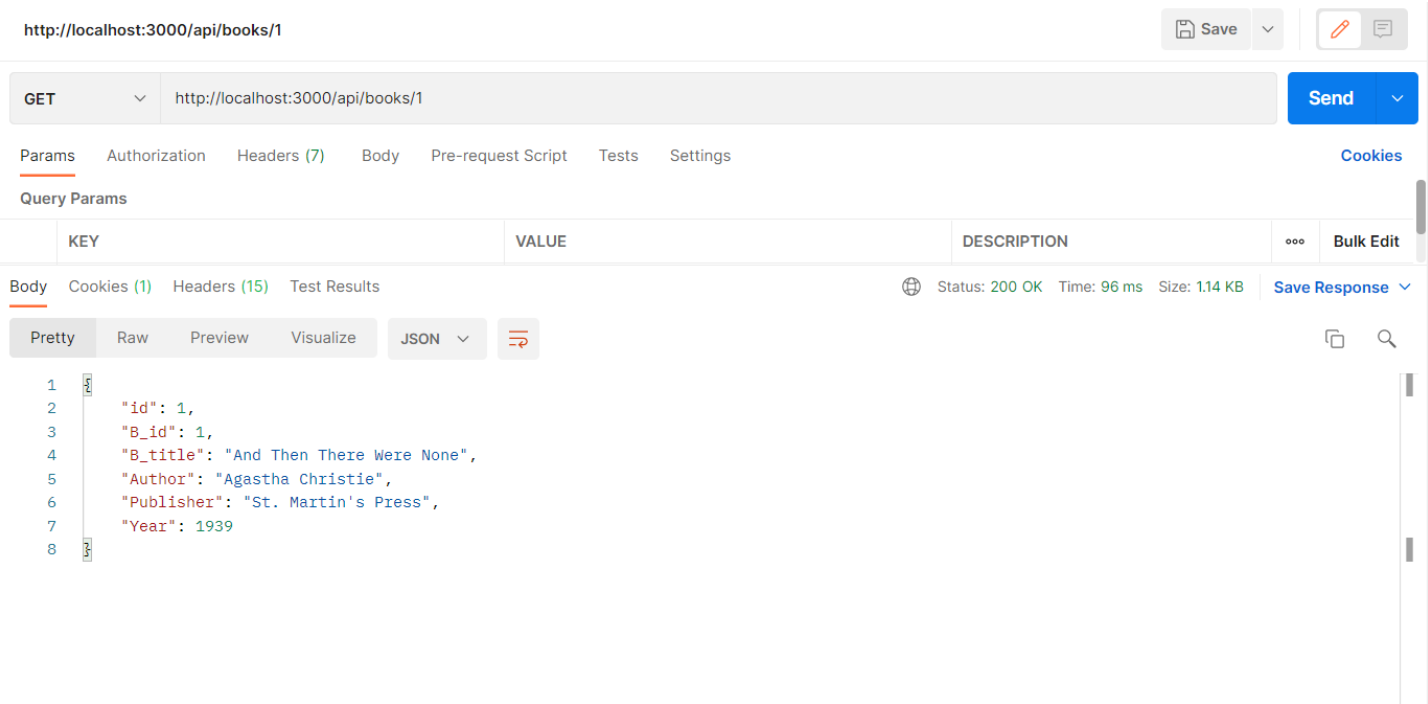 http://localhost:3000/api/books/1 Save
GET http://localhost:3000/api/books/1 Send
Params Authorization Headers (7) Body Pre-request Script Tests Settings Cookies
Query Params
KEY VALUE DESCRIPTION ooo Bulk Edit
Body Cookies (1) Headers (15) Test Results Status: 200 OK Time: 96 ms Size: 1.14 KB Save Response
Pretty Raw Preview Visualize JSON
1 {
2 "id": 1,
3 "B_id": 1,
4 "B_title": "And Then There Were None",
5 "Author": "Agastha Christie",
6 "Publisher": "St. Martin's Press",
7 "Year": 1939
8 }